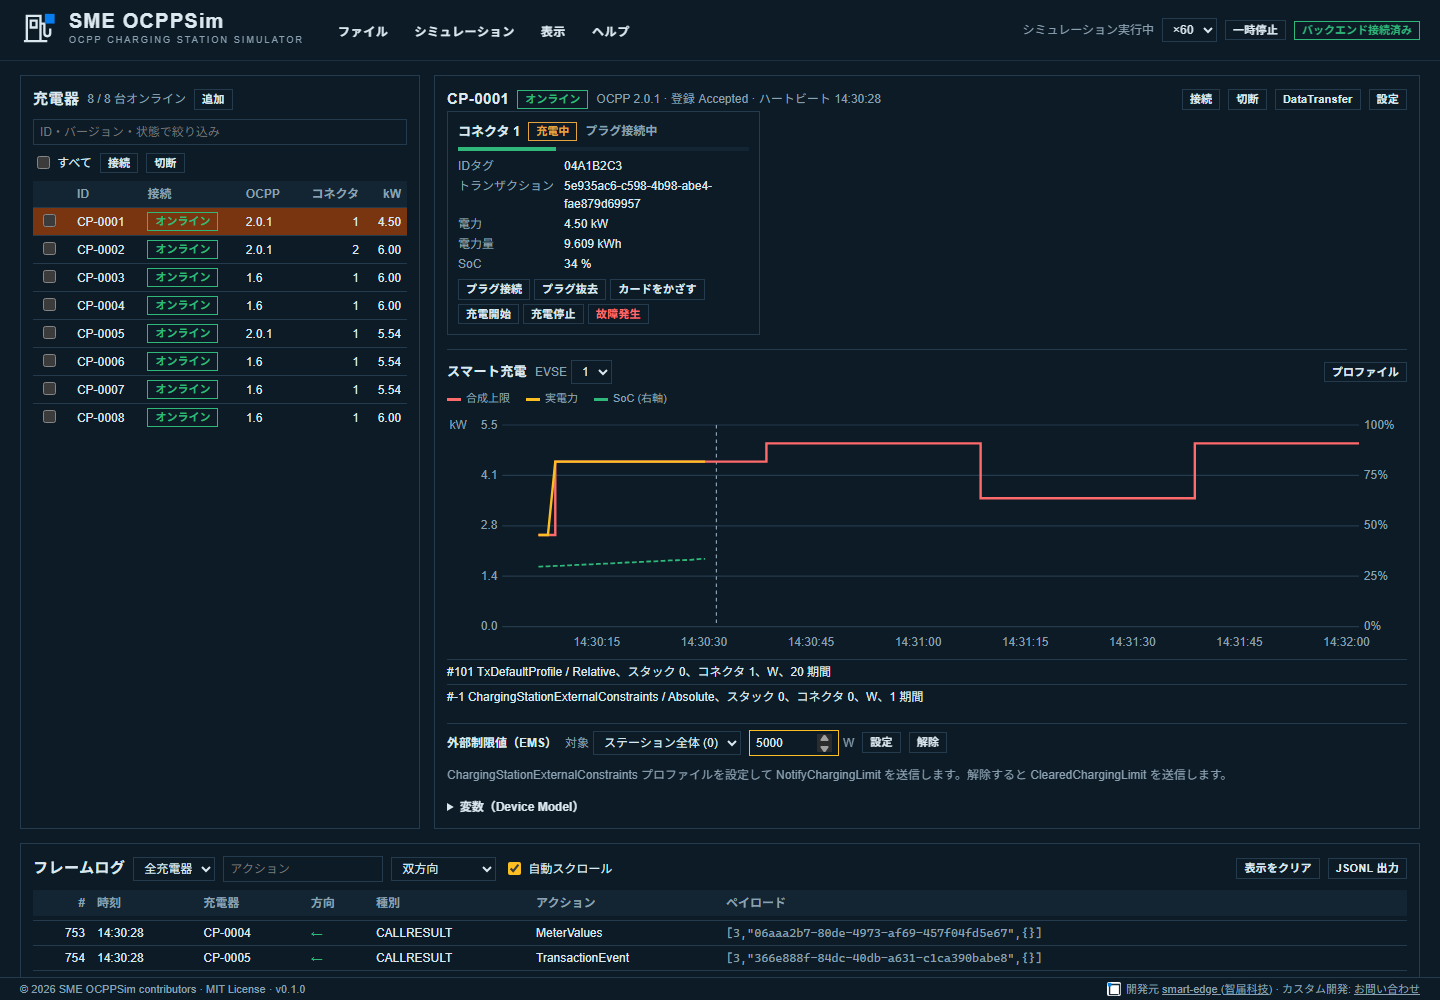 SME OCPPSim
OCPP CHARGING STATION SIMULATOR
ファイル シミュレーション 表示 ヘルプ
シミュレーション実行中 ×60 一時停止 バックエンド接続済み
充電器 8 / 8 台オンライン 追加
ID・バージョン・状態で絞り込み
すべて 接続 切断
ID 接続 OCPP コネクタ kW
CP-0001 オンライン 2.0.1 1 4.50
CP-0002 オンライン 2.0.1 2 6.00
CP-0003 オンライン 1.6 1 6.00
CP-0004 オンライン 1.6 1 6.00
CP-0005 オンライン 2.0.1 1 5.54
CP-0006 オンライン 1.6 1 5.54
CP-0007 オンライン 1.6 1 5.54
CP-0008 オンライン 1.6 1 6.00
CP-0001 オンライン OCPP 2.0.1 · 登録 Accepted · ハートビート 14:30:28 接続 切断 DataTransfer 設定
コネクタ 1 充電中 プラグ接続中
IDタグ 04A1B2C3
トランザクション 5e935ac6-c598-4b98-abe4-
fae879d69957
電力 4.50 kW
電力量 9.609 kWh
SoC 34 %
プラグ接続 プラグ抜去 カードをかざす
充電開始 充電停止 故障発生
スマート充電 EVSE 1 プロファイル
合成上限 実電力 SoC (右軸)
kW 5.5 100%
4.1 75%
2.8 50%
1.4 25%
0.0 0%
14:30:15 14:30:30 14:30:45 14:31:00 14:31:15 14:31:30 14:31:45 14:32:00
#101 TxDefaultProfile / Relative、スタック 0、コネクタ 1、W、20 期間
#-1 ChargingStationExternalConstraints / Absolute、スタック 0、コネクタ 0、W、1 期間
外部制限値（EMS） 対象 ステーション全体 (0) 5000 W 設定 解除
ChargingStationExternalConstraints プロファイルを設定して NotifyChargingLimit を送信します。解除すると ClearedChargingLimit を送信します。
▶ 変数（Device Model）
フレームログ 全充電器 アクション 双方向 自動スクロール 表示をクリア JSONL 出力
# 時刻 充電器 方向 種別 アクション ペイロード
753 14:30:28 CP-0004 ← CALLRESULT MeterValues [3,"06aaa2b7-80de-4973-af69-457f04fd5e67",{}]
754 14:30:28 CP-0005 ← CALLRESULT TransactionEvent [3,"366e888f-84dc-40db-a631-c1ca390babe8",{}]
© 2026 SME OCPPSim contributors · MIT License · v0.1.0 開発元 smart-edge (智届科技) · カスタム開発: お問い合わせ